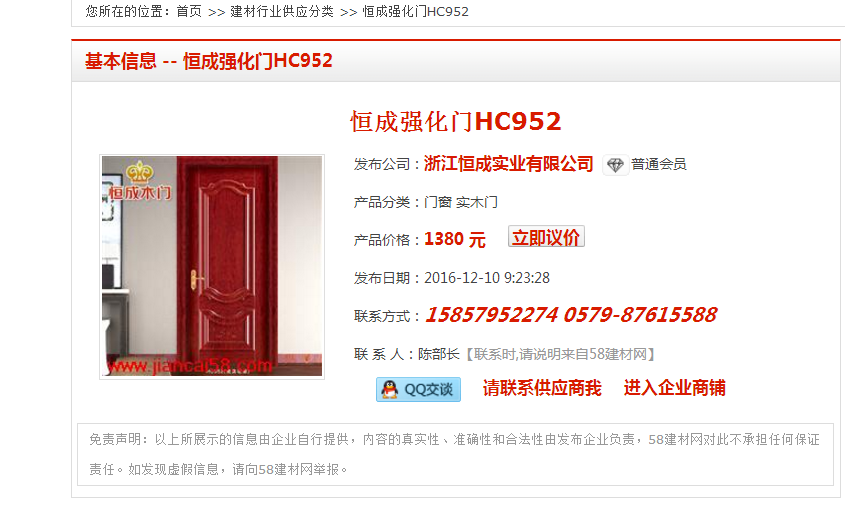 您所在的位置：首页 >> 建材行业供应分类 >> 恒成强化门HC952
基本信息 -- 恒成强化门HC952
恒成强化门HC952
发布公司：浙江恒成实业有限公司 普通会员
产品分类：门窗 实木门
产品价格：1380 元 立即议价
发布日期：2016-12-10 9:23:28
联系方式：15857952274 0579-87615588
联 系 人：陈部长【联系时,请说明来自58建材网】
QQ交谈 请联系供应商我 进入企业商铺
恒成木门
www.jiancai58.com
免责声明：以上所展示的信息由企业自行提供，内容的真实性、准确性和合法性由发布企业负责，58建材网对此不承担任何保证
责任。如发现虚假信息，请向58建材网举报。